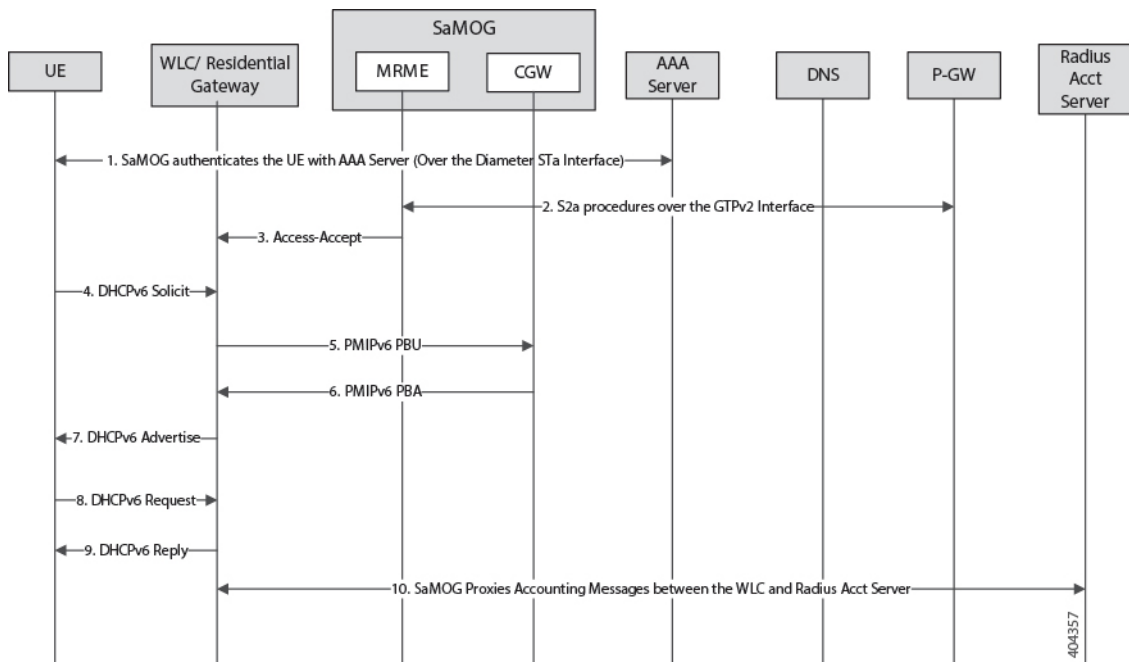 SaMOG
UE
WLC/ Residential
Gateway
MRME
CGW
AAA
Server
DNS
P-GW
Radius
Acct
Server
1. SaMOG authenticates the UE with AAA Server (Over the Diameter STa Interface)
2. S2a procedures over the GTPv2 Interface
3. Access-Accept
4. DHCPv6 Solicit
5. PMIPv6 PBU
6. PMIPv6 PBA
7. DHCPv6 Advertise
8. DHCPv6 Request
9. DHCPv6 Reply
10. SaMOG Proxies Accounting Messages between the WLC and Radius Acct Server
404357